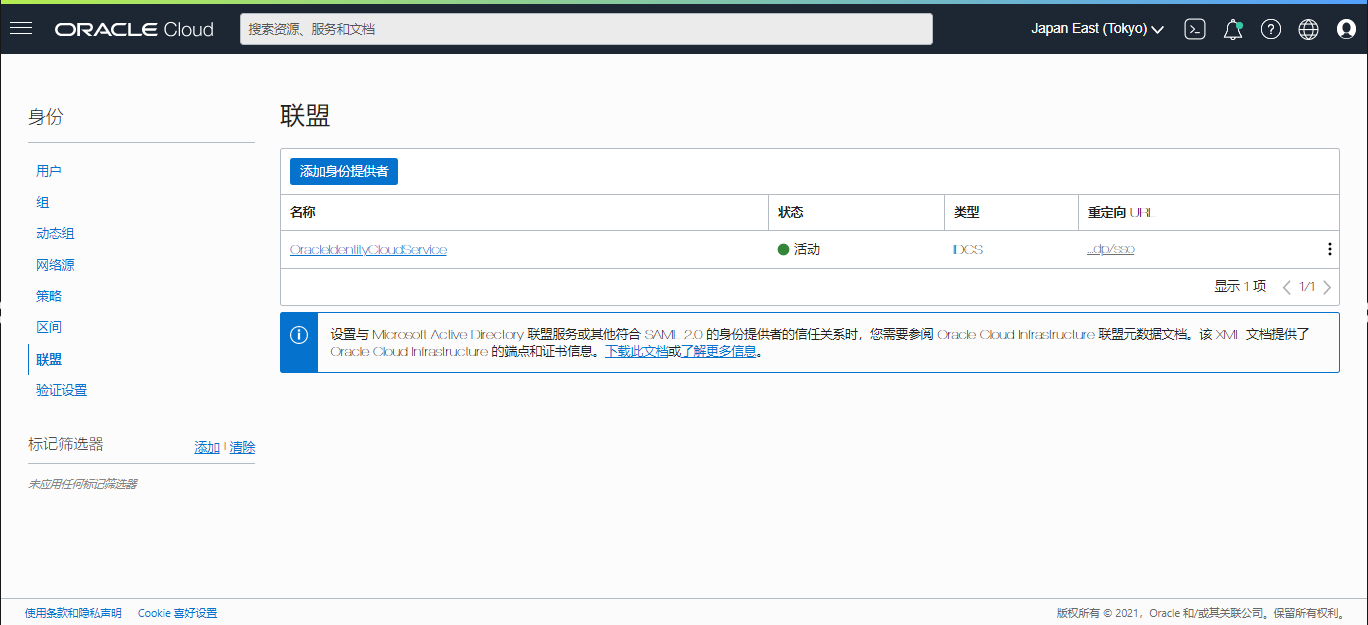 ORACLE Cloud
搜索资源、服务和文档
Japan East (Tokyo)
身份
用户
组
动态组
网络源
策略
区间
联盟
验证设置
标记筛选器 添加 | 清除
未应用任何标记筛选器
联盟
添加身份提供者
名称 状态 类型 重定向 URL
OracleIdentityCloudService 活动 IDCS ...dp/sso
显示 1 项 1/1
设置与 Microsoft Active Directory 联盟服务或其他符合 SAML 2.0 的身份提供者的信任关系时，您需要参阅 Oracle Cloud Infrastructure 联盟元数据文档。该 XML 文档提供了
Oracle Cloud Infrastructure 的端点和证书信息。下载此文档或了解更多信息。
使用条款和隐私声明 Cookie 喜好设置
版权所有 © 2021，Oracle 和/或其关联公司。保留所有权利。